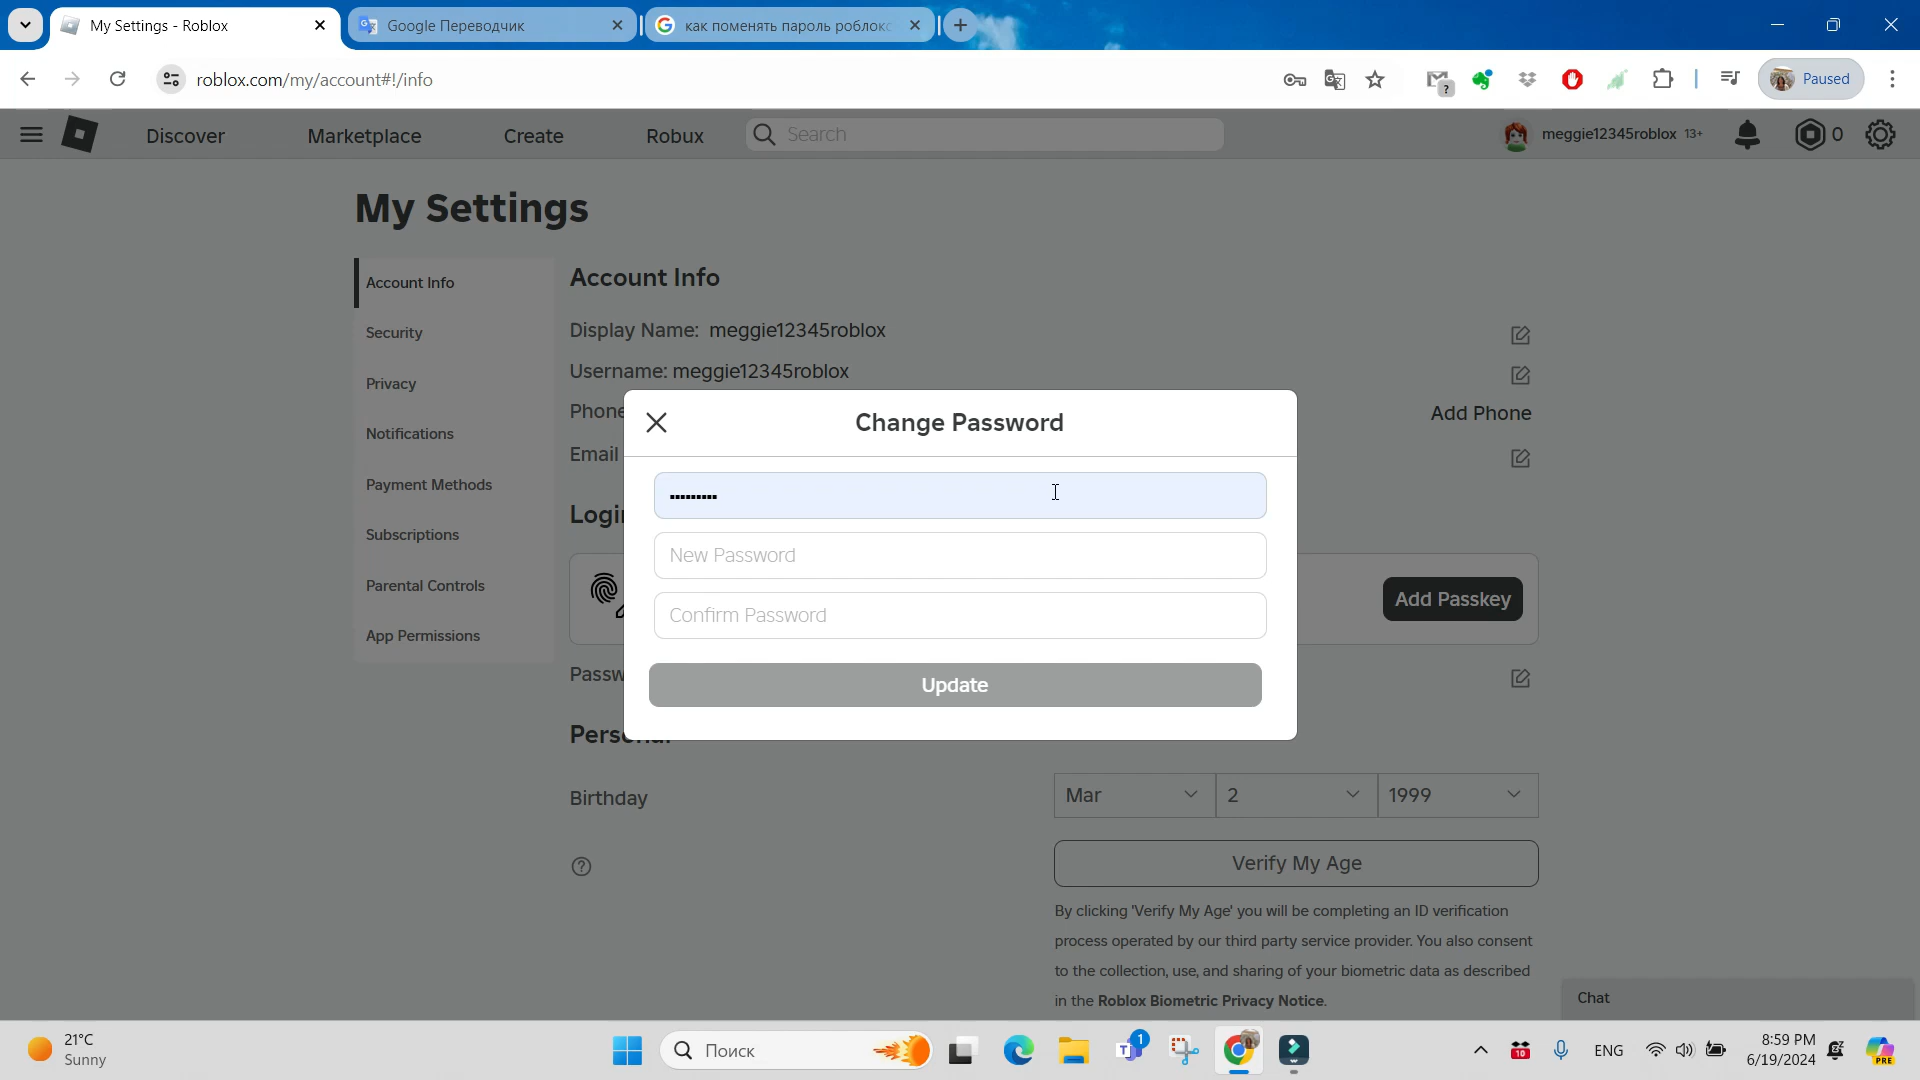 My Settings - Roblox
Google Переводчик
как поменять пароль роблокс
roblox.com/my/account#!/info
Paused
Discover
Marketplace
Create
Robux
Search
meggie12345roblox 13+
0
My Settings
Account Info
Security
Privacy
Notifications
Payment Methods
Subscriptions
Parental Controls
App Permissions
Account Info
Display Name: meggie12345roblox
Username: meggie12345roblox
Phone
Add Phone
Email
Change Password
•••••••••
New Password
Confirm Password
Update
Add Passkey
Birthday
Mar
2
1999
Verify My Age
By clicking 'Verify My Age' you will be completing an ID verification
process operated by our third party service provider. You also consent
to the collection, use, and sharing of your biometric data as described
in the Roblox Biometric Privacy Notice.
Chat
21°C
Sunny
Поиск
1
10
ENG
8:59 PM
6/19/2024
PRE